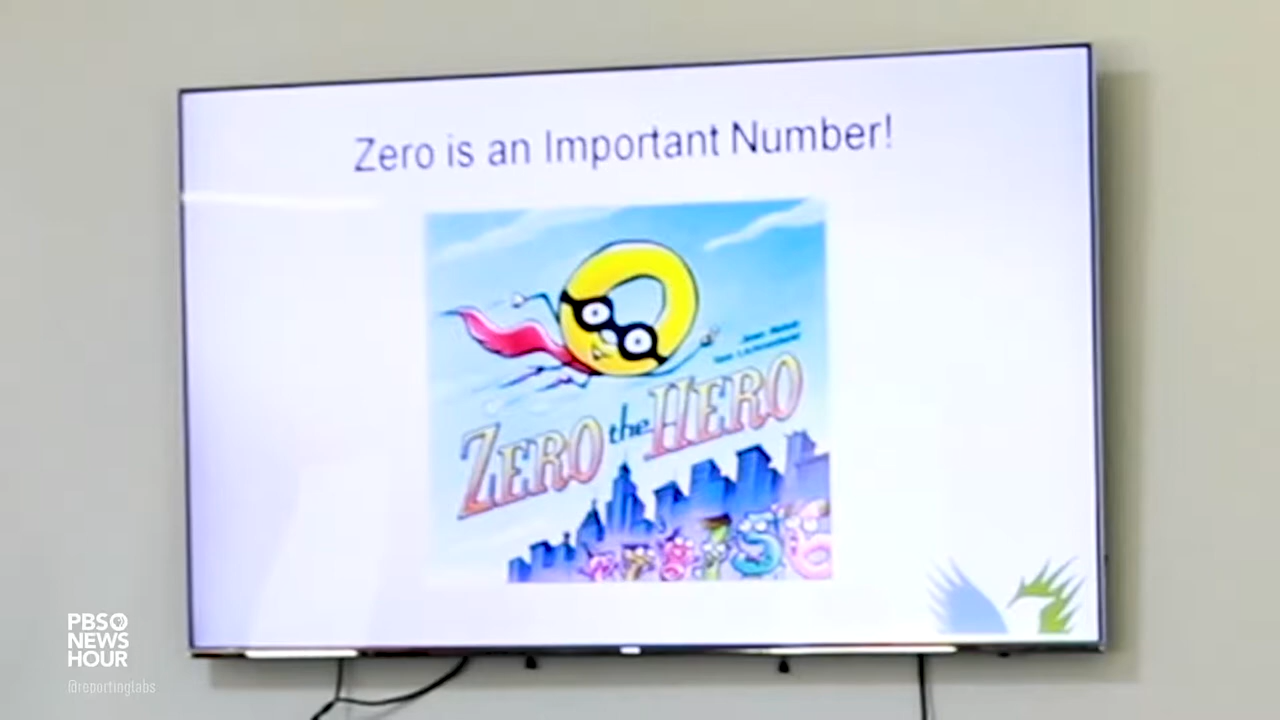 Zero is an Important Number!
ZERO the HERO
PBS
NEWS
HOUR
@reportinglabs